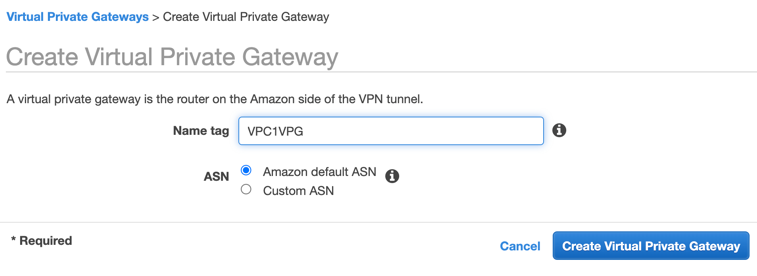 Virtual Private Gateways > Create Virtual Private Gateway
Create Virtual Private Gateway
A virtual private gateway is the router on the Amazon side of the VPN tunnel.
Name tag VPC1VPG
ASN Amazon default ASN
Custom ASN
* Required Cancel Create Virtual Private Gateway